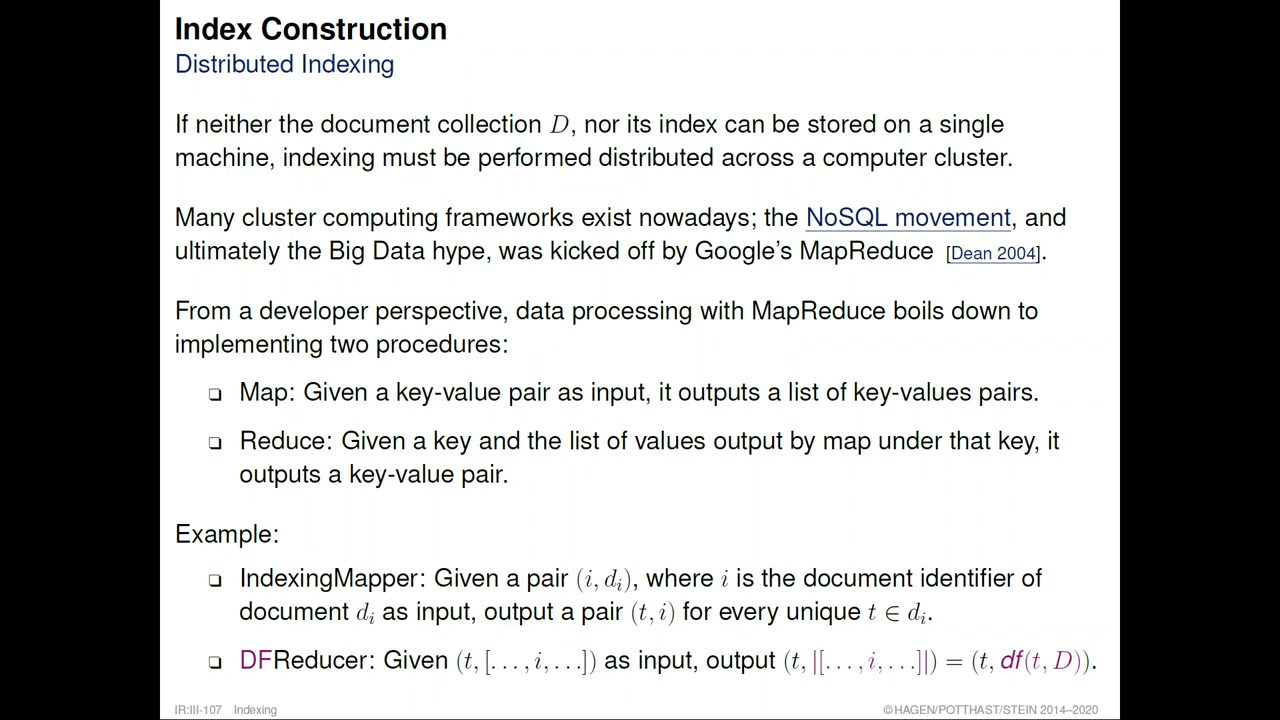 Index Construction
Distributed Indexing
If neither the document collection D, nor its index can be stored on a single
machine, indexing must be performed distributed across a computer cluster.
Many cluster computing frameworks exist nowadays; the NoSQL movement, and
ultimately the Big Data hype, was kicked off by Google's MapReduce [Dean 2004].
From a developer perspective, data processing with MapReduce boils down to
implementing two procedures:
❑ Map: Given a key-value pair as input, it outputs a list of key-values pairs.
❑ Reduce: Given a key and the list of values output by map under that key, it
outputs a key-value pair.
Example:
❑ IndexingMapper: Given a pair (i, dᵢ), where i is the document identifier of
document dᵢ as input, output a pair (t, i) for every unique t ∈ dᵢ.
❑ DFReducer: Given (t, [. . . , i, . . .]) as input, output (t, |[. . . , i, . . .]|) = (t, df(t, D)).
IR:III-107 Indexing ©HAGEN/POTTHAST/STEIN 2014–2020